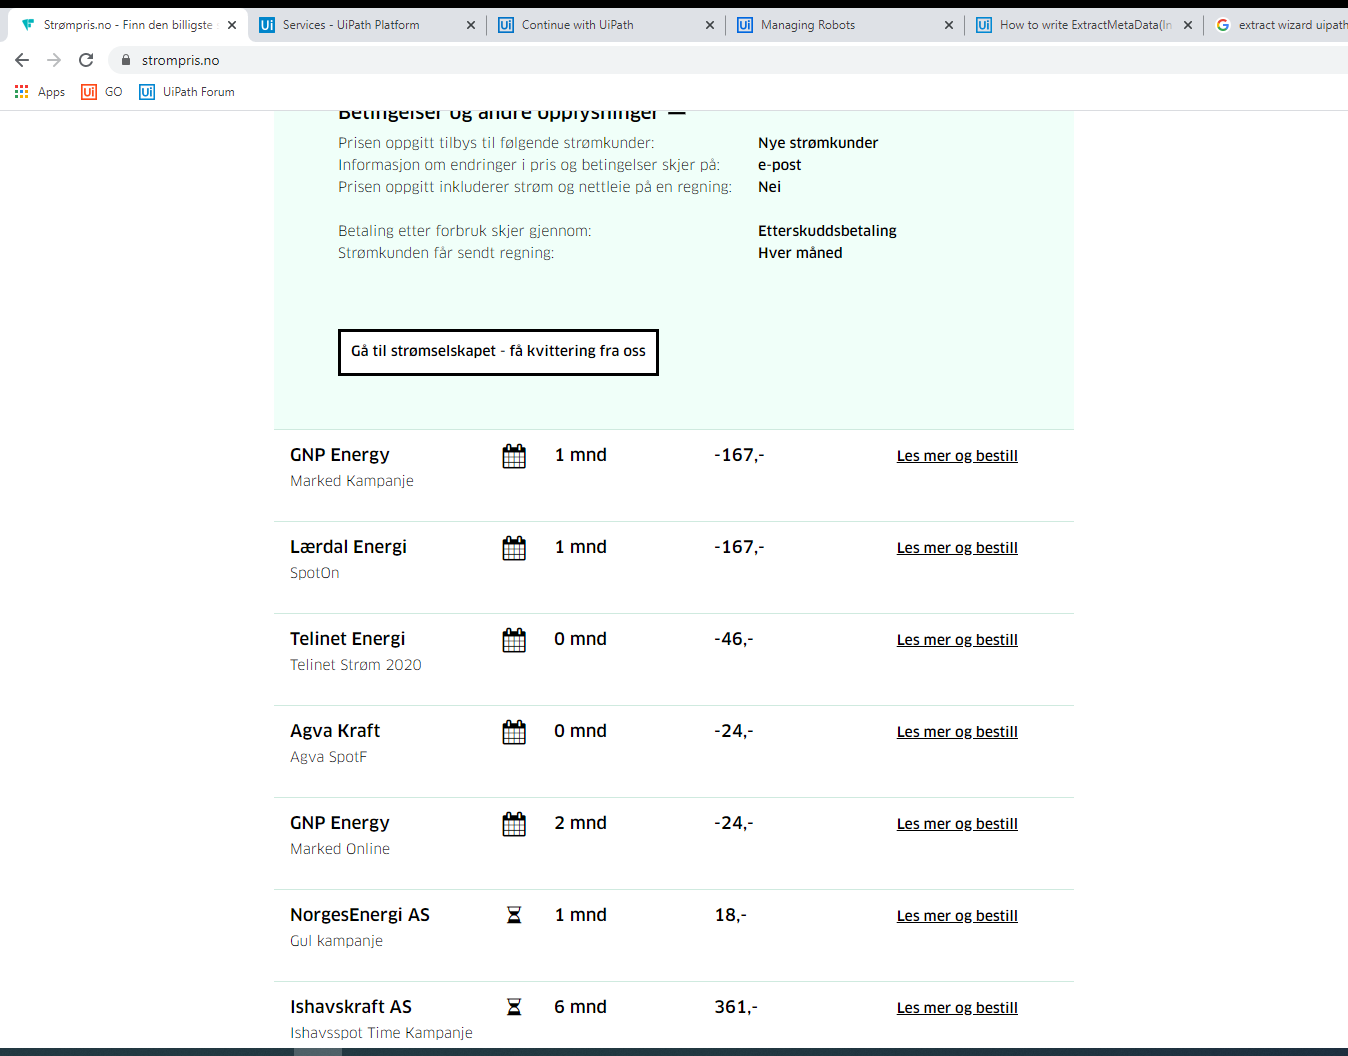 Strømpris.no - Finn den billigste
Services - UiPath Platform
Continue with UiPath
Managing Robots
How to write ExtractMetaData(In
extract wizard uipath
strompris.no
Apps
GO
UiPath Forum
Betingelser og andre opplysninger
Prisen oppgitt tilbys til følgende strømkunder: Nye strømkunder
Informasjon om endringer i pris og betingelser skjer på: e-post
Prisen oppgitt inkluderer strøm og nettleie på en regning: Nei
Betaling etter forbruk skjer gjennom: Etterskuddsbetaling
Strømkunden får sendt regning: Hver måned
Gå til strømselskapet - få kvittering fra oss
GNP Energy 1 mnd -167,- Les mer og bestill
Marked Kampanje
Lærdal Energi 1 mnd -167,- Les mer og bestill
SpotOn
Telinet Energi 0 mnd -46,- Les mer og bestill
Telinet Strøm 2020
Agva Kraft 0 mnd -24,- Les mer og bestill
Agva SpotF
GNP Energy 2 mnd -24,- Les mer og bestill
Marked Online
NorgesEnergi AS 1 mnd 18,- Les mer og bestill
Gul kampanje
Ishavskraft AS 6 mnd 361,- Les mer og bestill
Ishavsspot Time Kampanje